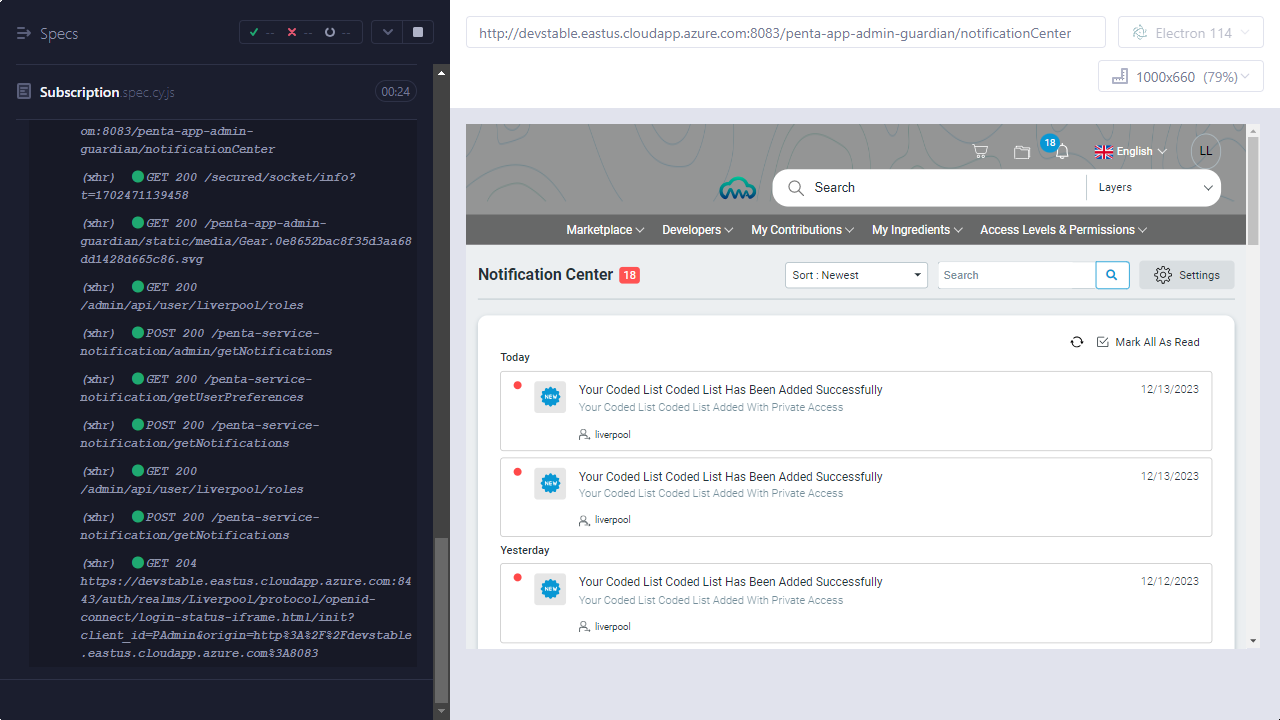 Specs
--
--
--
Subscription.spec.cy.js
00:24
om:8083/penta-app-admin-
guardian/notificationCenter
(xhr) GET 200 /secured/socket/info?
t=1702471139458
(xhr) GET 200 /penta-app-admin-
guardian/static/media/Gear.0e8652bac8f35d3aa68
dd1428d665c86.svg
(xhr) GET 200
/admin/api/user/liverpool/roles
(xhr) POST 200 /penta-service-
notification/admin/getNotifications
(xhr) GET 200 /penta-service-
notification/getUserPreferences
(xhr) POST 200 /penta-service-
notification/getNotifications
(xhr) GET 200
/admin/api/user/liverpool/roles
(xhr) POST 200 /penta-service-
notification/getNotifications
(xhr) GET 204
https://devstable.eastus.cloudapp.azure.com:84
43/auth/realms/Liverpool/protocol/openid-
connect/login-status-iframe.html/init?
client_id=PAdmin&origin=http%3A%2F%2Fdevstable
.eastus.cloudapp.azure.com%3A8083
http://devstable.eastus.cloudapp.azure.com:8083/penta-app-admin-guardian/notificationCenter
Electron 114
1000x660 (79%)
18
English
LL
Search
Layers
Marketplace
Developers
My Contributions
My Ingredients
Access Levels & Permissions
Notification Center 18
Sort : Newest
Search
Settings
Mark All As Read
Today
NEW
Your Coded List Coded List Has Been Added Successfully
12/13/2023
Your Coded List Coded List Added With Private Access
liverpool
NEW
Your Coded List Coded List Has Been Added Successfully
12/13/2023
Your Coded List Coded List Added With Private Access
liverpool
Yesterday
NEW
Your Coded List Coded List Has Been Added Successfully
12/12/2023
Your Coded List Coded List Added With Private Access
liverpool